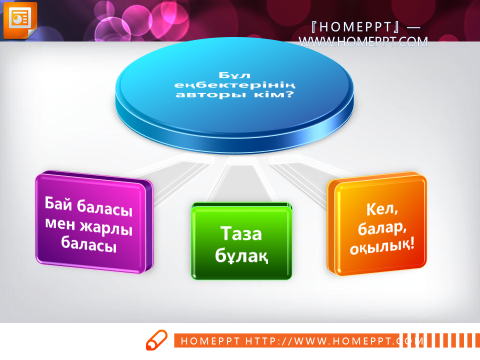 『HOMEPPT』—
WWW.HOMEPPT.COM
Бұл
еңбектерінің
авторы кім?
Бай баласы
мен жарлы
баласы
Таза
бұлақ
Кел,
балар,
оқылық!
HOMEPPT HTTP://WWW.HOMEPPT.COM